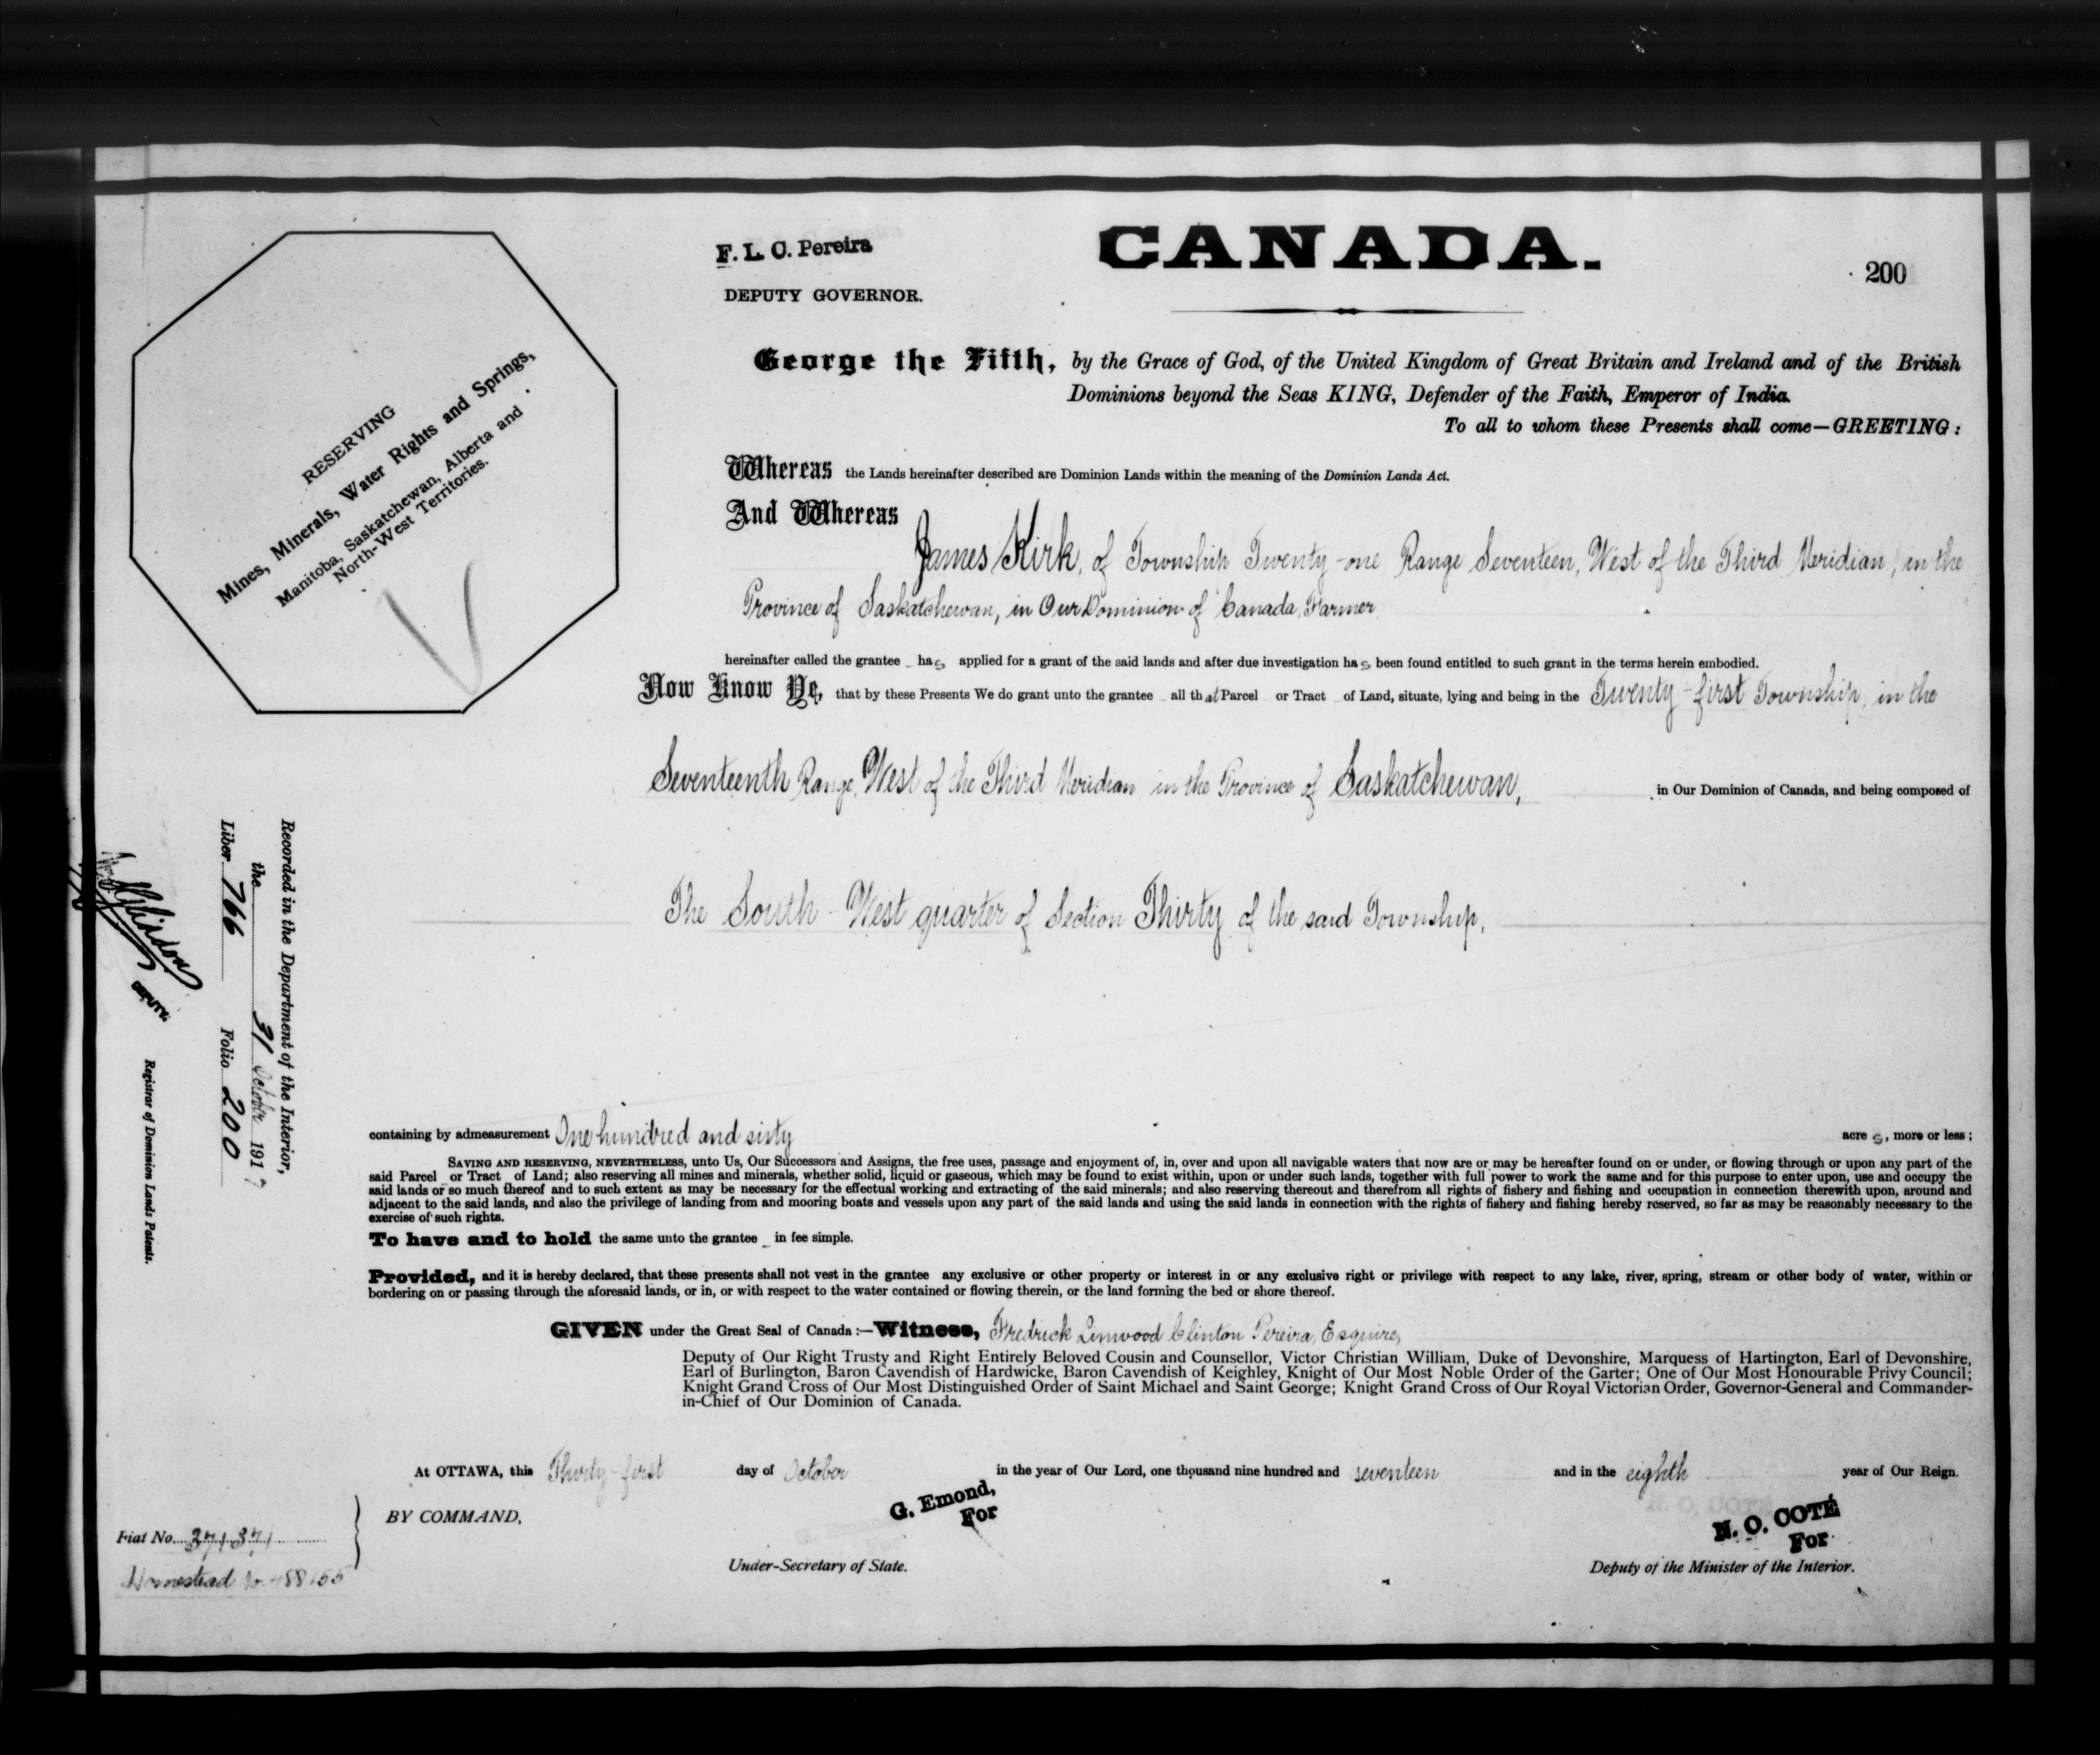 F. L. C. Pereira
DEPUTY GOVERNOR.
CANADA.
200
RESERVING
Mines, Minerals, Water Rights and Springs,
Manitoba, Saskatchewan, Alberta and
North-West Territories.
George the Fifth, by the Grace of God, of the United Kingdom of Great Britain and Ireland and of the British
Dominions beyond the Seas KING, Defender of the Faith, Emperor of India.
To all to whom these Presents shall come—GREETING:
Whereas the Lands hereinafter described are Dominion Lands within the meaning of the Dominion Lands Act.
And Whereas
James Kirk, of Township Twenty-one Range Seventeen, West of the Third Meridian, in the
Province of Saskatchewan, in Our Dominion of Canada, Farmer
hereinafter called the grantee has applied for a grant of the said lands and after due investigation has been found entitled to such grant in the terms herein embodied.
Now Know Ye, that by these Presents We do grant unto the grantee all that Parcel or Tract of Land, situate, lying and being in the Twenty-first Township, in the
Seventeenth Range, West of the Third Meridian in the Province of Saskatchewan, in Our Dominion of Canada, and being composed of
The South-West quarter of Section Thirty of the said Township,
containing by admeasurement One hundred and sixty acres, more or less;
SAVING AND RESERVING, NEVERTHELESS, unto Us, Our Successors and Assigns, the free uses, passage and enjoyment of, in, over and upon all navigable waters that now are or may be hereafter found on or under, or flowing through or upon any part of the
said Parcel or Tract of Land; also reserving all mines and minerals, whether solid, liquid or gaseous, which may be found to exist within, upon or under such lands, together with full power to work the same and for this purpose to enter upon, use and occupy the
said lands or so much thereof and to such extent as may be necessary for the effectual working and extracting of the said minerals; and also reserving thereout and therefrom all rights of fishery and fishing and occupation in connection therewith upon, around and
adjacent to the said lands, and also the privilege of landing from and mooring boats and vessels upon any part of the said lands and using the said lands in connection with the rights of fishery and fishing hereby reserved, so far as may be reasonably necessary to the
exercise of such rights.
To have and to hold the same unto the grantee in fee simple.
Provided, and it is hereby declared, that these presents shall not vest in the grantee any exclusive or other property or interest in or any exclusive right or privilege with respect to any lake, river, spring, stream or other body of water, within or
bordering on or passing through the aforesaid lands, or in, or with respect to the water contained or flowing therein, or the land forming the bed or shore thereof.
GIVEN under the Great Seal of Canada:—Witness, Fredrick Linwood Clinton Pereira, Esquire,
Deputy of Our Right Trusty and Right Entirely Beloved Cousin and Counsellor, Victor Christian William, Duke of Devonshire, Marquess of Hartington, Earl of Devonshire,
Earl of Burlington, Baron Cavendish of Hardwicke, Baron Cavendish of Keighley, Knight of Our Most Noble Order of the Garter; One of Our Most Honourable Privy Council;
Knight Grand Cross of Our Most Distinguished Order of Saint Michael and Saint George; Knight Grand Cross of Our Royal Victorian Order, Governor-General and Commander-
in-Chief of Our Dominion of Canada.
At OTTAWA, this Thirty-first day of October in the year of Our Lord, one thousand nine hundred and seventeen and in the eighth year of Our Reign.
BY COMMAND,
G. Emond,
For
Under-Secretary of State.
N. O. COTÉ
For
Deputy of the Minister of the Interior.
Fiat No.
Homestead
Recorded in the Department of the Interior,
the 31 October 1917
Liber 766 Folio 200
DEPUTY.
Registrar of Dominion Lands Patents.